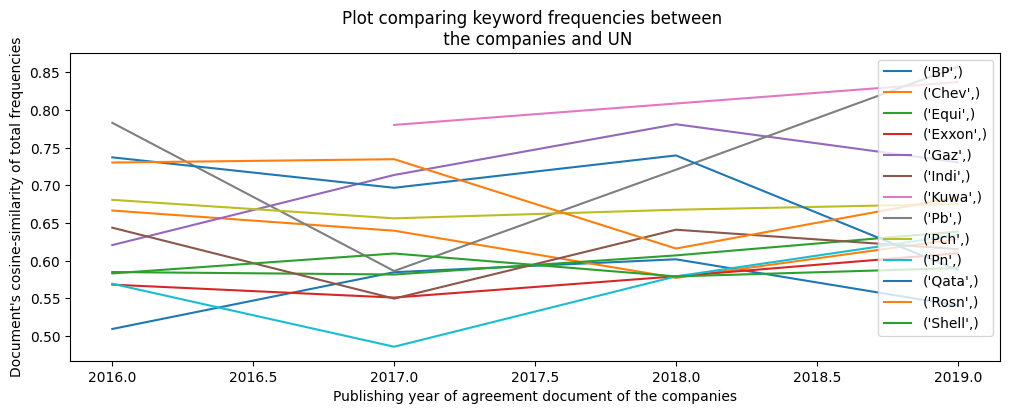 Plot comparing keyword frequencies between
the companies and UN
Document's cosine-similarity of total frequencies
0.85
0.80
0.75
0.70
0.65
0.60
0.55
0.50
('BP',)
('Chev',)
('Equi',)
('Exxon',)
('Gaz',)
('Indi',)
('Kuwa',)
('Pb',)
('Pch',)
('Pn',)
('Qata',)
('Rosn',)
('Shell',)
2016.0 2016.5 2017.0 2017.5 2018.0 2018.5 2019.0
Publishing year of agreement document of the companies